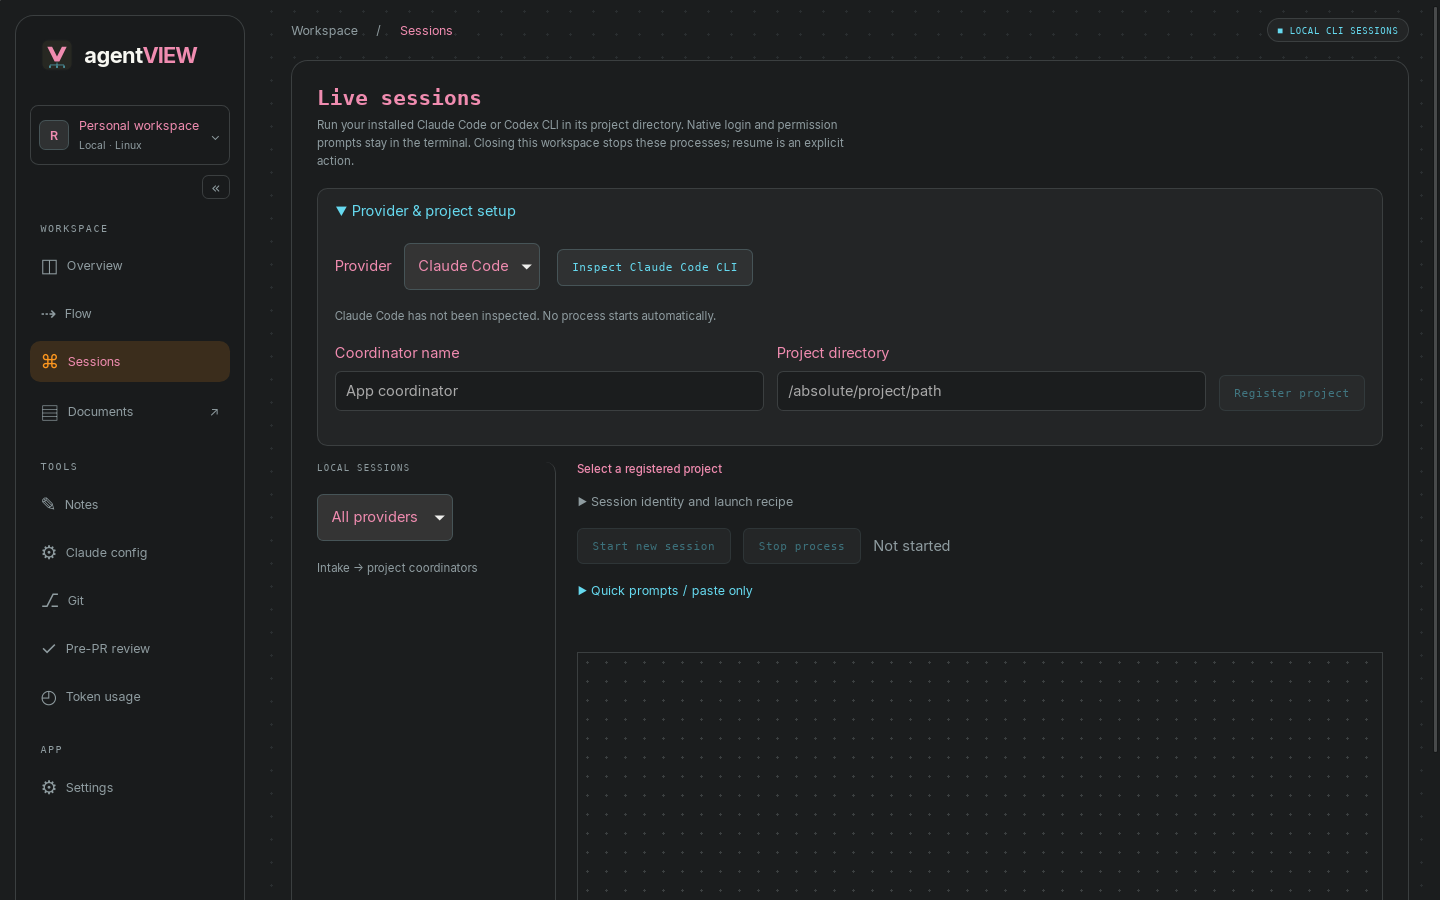 agentVIEW
R
Personal workspace
Local · Linux
«
WORKSPACE
Overview
Flow
Sessions
Documents
TOOLS
Notes
Claude config
Git
Pre-PR review
Token usage
APP
Settings
Workspace / Sessions
LOCAL CLI SESSIONS
Live sessions
Run your installed Claude Code or Codex CLI in its project directory. Native login and permission
prompts stay in the terminal. Closing this workspace stops these processes; resume is an explicit
action.
▼ Provider & project setup
Provider Claude Code Inspect Claude Code CLI
Claude Code has not been inspected. No process starts automatically.
Coordinator name Project directory
App coordinator /absolute/project/path Register project
LOCAL SESSIONS
All providers
Intake → project coordinators
Select a registered project
▶ Session identity and launch recipe
Start new session Stop process Not started
▶ Quick prompts / paste only